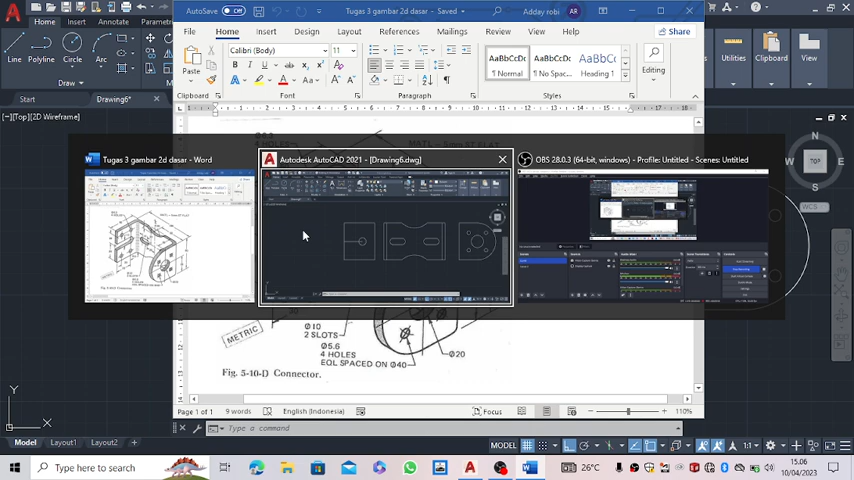 AutoSave Off
Tugas 3 gambar 2d dasar - Saved
Adday robi AR
Home Insert Annotate Parametric
File Home Insert Design Layout References Mailings Review View Help Share
Line Polyline Circle Arc
Draw
Paste
Clipboard
Calibri (Body) 11
B I U
Aa
Font
Paragraph
AaBbCcDc AaBbCcDc AaBbC
¶ Normal ¶ No Spac... Heading 1
Styles
Editing
Utilities Clipboard View
Start Drawing6*
[−][Top][2D Wireframe]
N
W TOP E
S
WCS
Tugas 3 gambar 2d dasar - Word
Autodesk AutoCAD 2021 - [Drawing6.dwg]
OBS 28.0.3 (64-bit, windows) - Profile: Untitled - Scenes: Untitled
METRIC
Ø10
2 SLOTS
Ø5.6
4 HOLES
EQL SPACED ON Ø40
Ø20
Fig. 5-10-D Connector.
Page 1 of 1 9 words English (Indonesia) Focus 110%
Y
X
Type a command
Model Layout1 Layout2
MODEL 1:1
Type here to search
26°C
15.06
10/04/2023